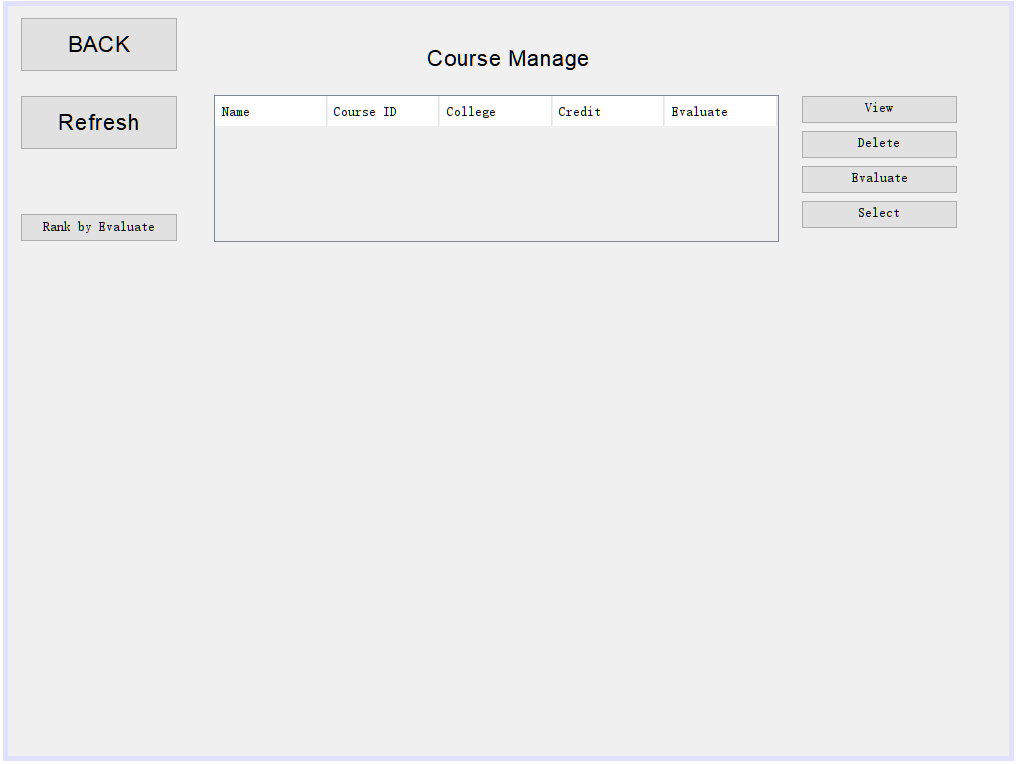 BACK
Course Manage
Refresh
Name Course ID College Credit Evaluate
View
Delete
Evaluate
Select
Rank by Evaluate